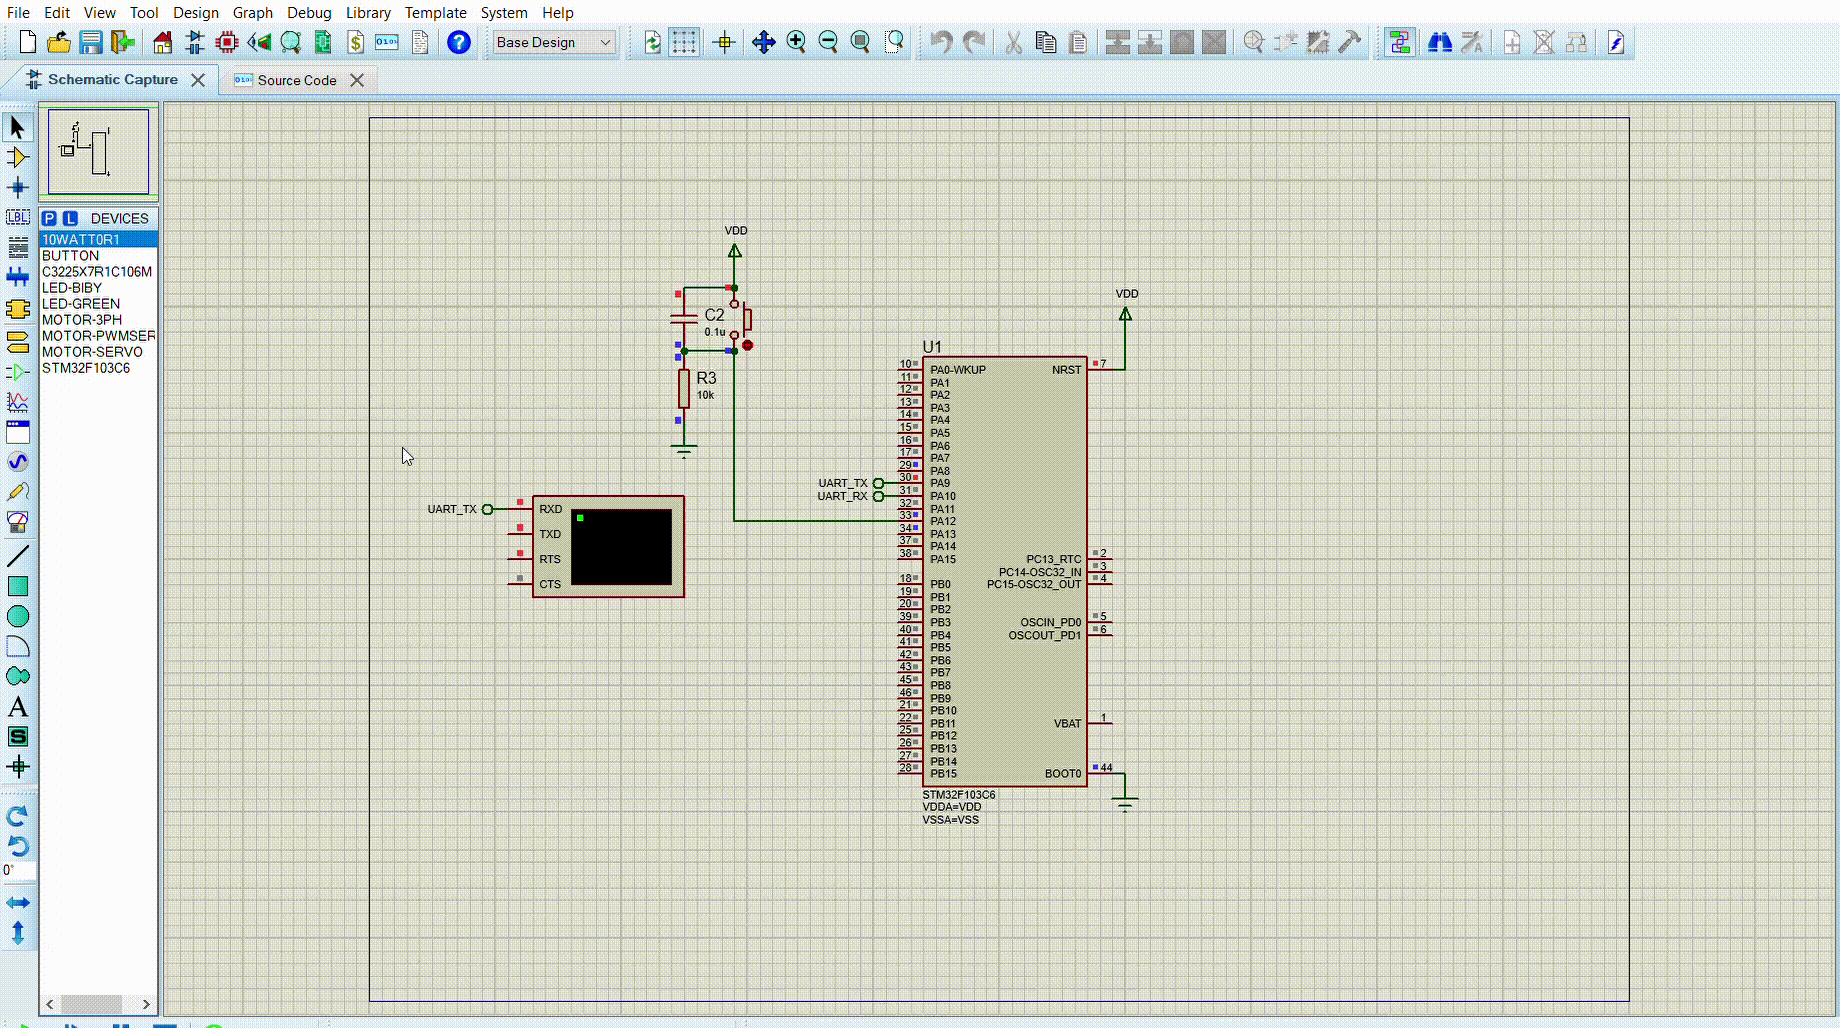 File Edit View Tool Design Graph Debug Library Template System Help
Base Design
Schematic Capture
Source Code
P L DEVICES
10WATT0R1
BUTTON
C3225X7R1C106M
LED-BIBY
LED-GREEN
MOTOR-3PH
MOTOR-PWMSER
MOTOR-SERVO
STM32F103C6
LBL
A
S
0°
VDD
C2
0.1u
R3
10k
VDD
UART_TX
RXD
TXD
RTS
CTS
UART_TX
UART_RX
U1
10 PA0-WKUP
11 PA1
12 PA2
13 PA3
14 PA4
15 PA5
16 PA6
17 PA7
29 PA8
30 PA9
31 PA10
32 PA11
33 PA12
34 PA13
37 PA14
38 PA15
18 PB0
19 PB1
20 PB2
39 PB3
40 PB4
41 PB5
42 PB6
43 PB7
45 PB8
46 PB9
21 PB10
22 PB11
25 PB12
26 PB13
27 PB14
28 PB15
NRST 7
PC13_RTC 2
PC14-OSC32_IN 3
PC15-OSC32_OUT 4
OSCIN_PD0 5
OSCOUT_PD1 6
VBAT 1
BOOT0 44
STM32F103C6
VDDA=VDD
VSSA=VSS